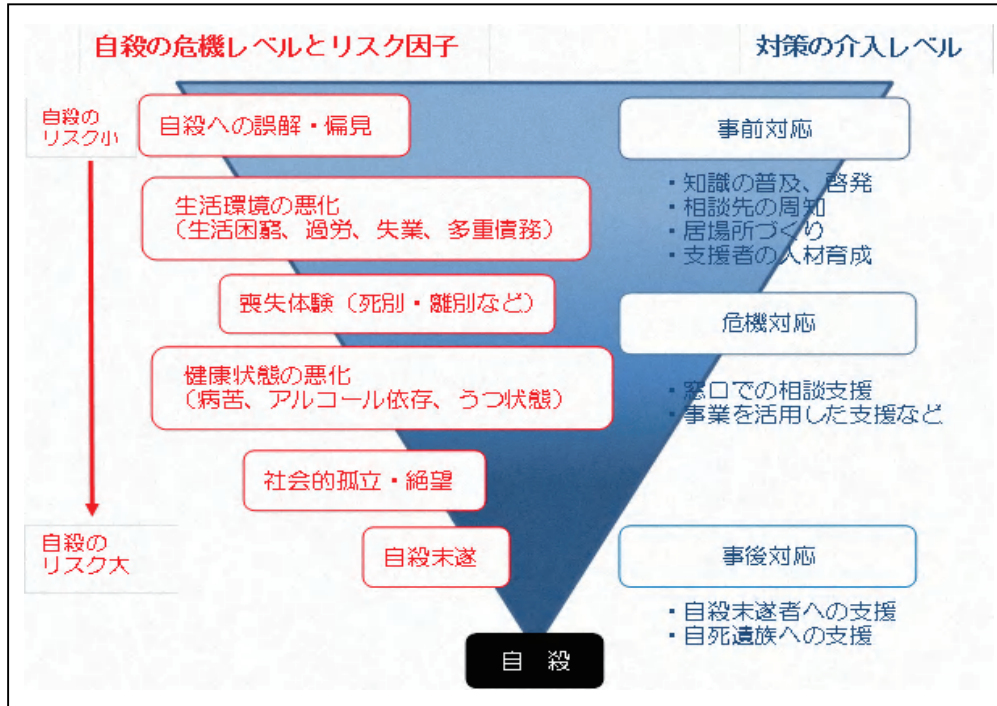 自殺の危機レベルとリスク因子
対策の介入レベル
自殺の
リスク小
自殺への誤解・偏見
生活環境の悪化
（生活困窮、過労、失業、多重債務）
喪失体験（死別・離別など）
健康状態の悪化
（病苦、アルコール依存、うつ状態）
社会的孤立・絶望
自殺の
リスク大
自殺未遂
事前対応
・知識の普及、啓発
・相談先の周知
・居場所づくり
・支援者の人材育成
危機対応
・窓口での相談支援
・事業を活用した支援など
事後対応
・自殺未遂者への支援
・自死遺族への支援
自 殺